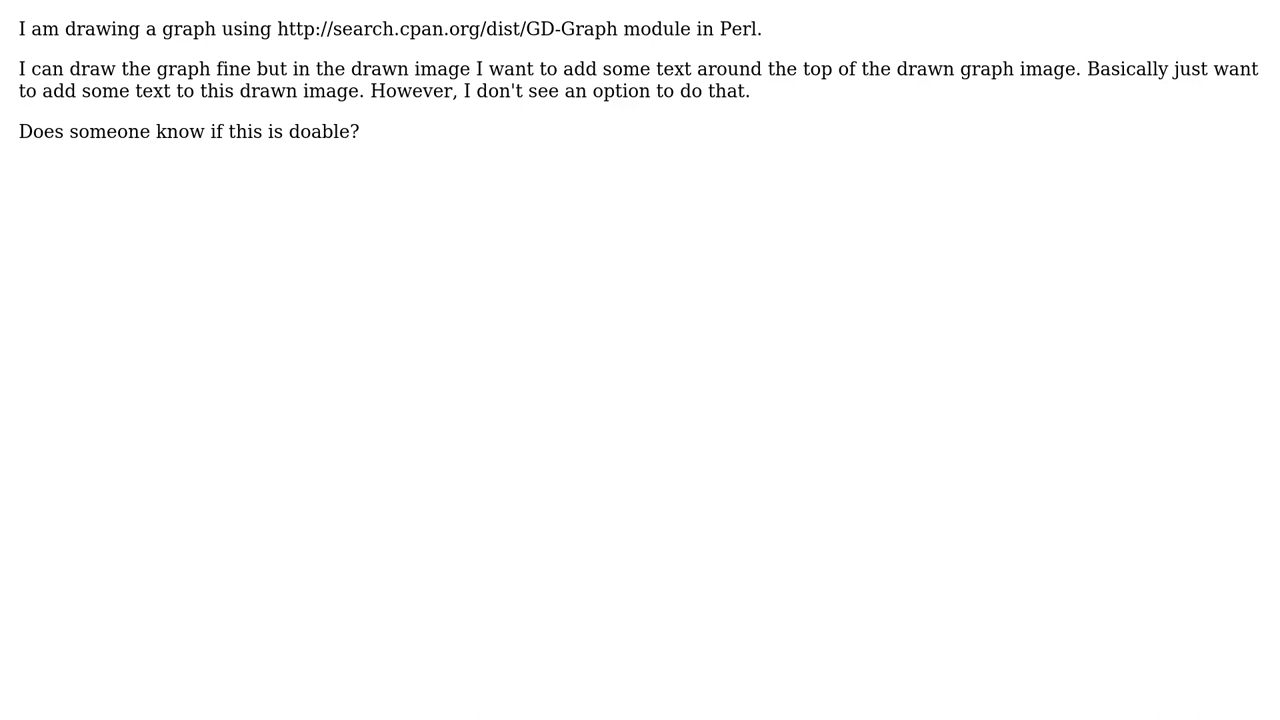 I am drawing a graph using http://search.cpan.org/dist/GD-Graph module in Perl.
I can draw the graph fine but in the drawn image I want to add some text around the top of the drawn graph image. Basically just want
to add some text to this drawn image. However, I don't see an option to do that.
Does someone know if this is doable?